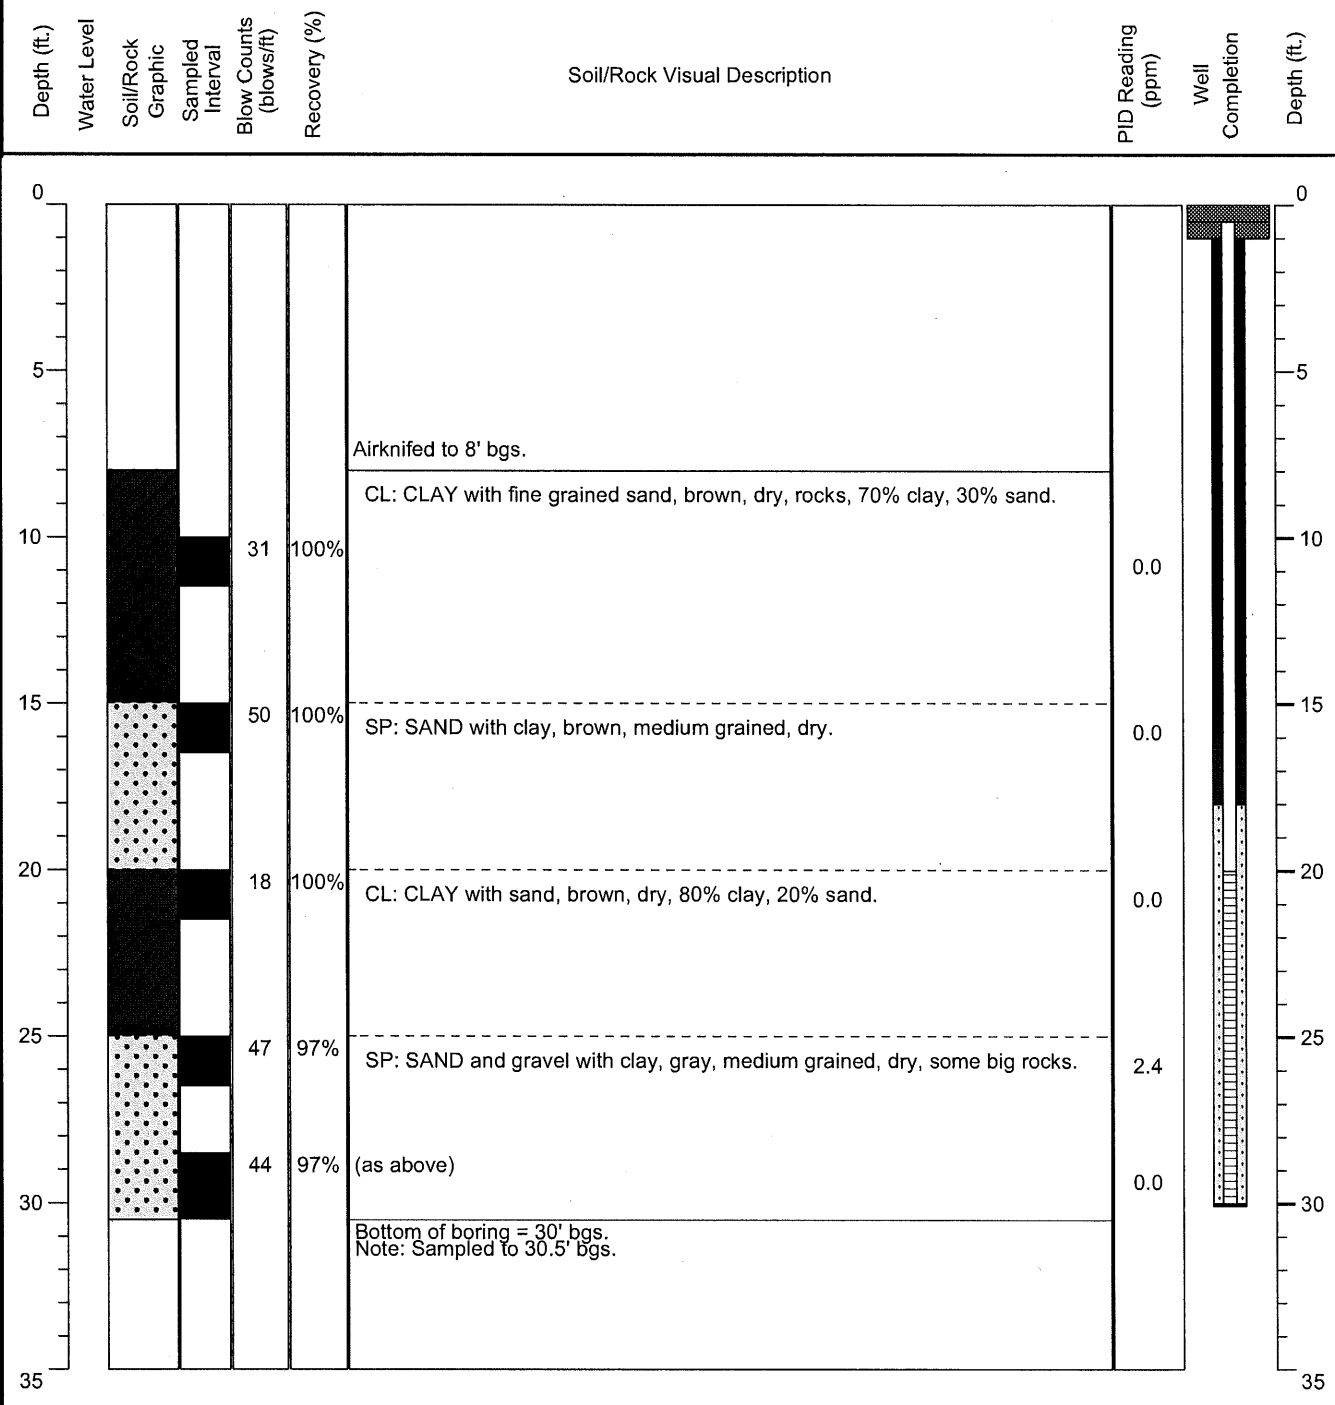 Depth (ft.)
Water Level
Soil/Rock
Graphic
Sampled
Interval
Blow Counts
(blows/ft)
Recovery (%)
Soil/Rock Visual Description
PID Reading
(ppm)
Well
Completion
Depth (ft.)
0
0
5
5
Airknifed to 8' bgs.
CL: CLAY with fine grained sand, brown, dry, rocks, 70% clay, 30% sand.
10
31
100%
0.0
10
15
50
100%
SP: SAND with clay, brown, medium grained, dry.
0.0
15
20
18
100%
CL: CLAY with sand, brown, dry, 80% clay, 20% sand.
0.0
20
25
47
97%
SP: SAND and gravel with clay, gray, medium grained, dry, some big rocks.
2.4
25
44
97%
(as above)
0.0
30
30
Bottom of boring = 30' bgs.
Note: Sampled to 30.5' bgs.
35
35